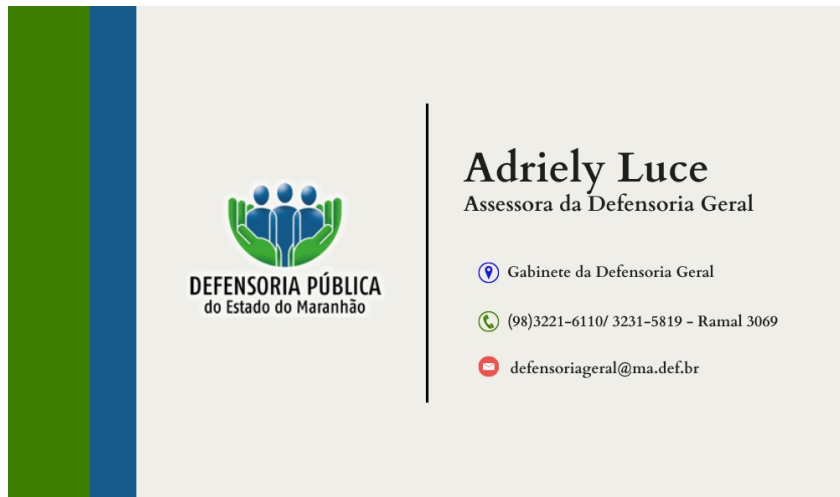 DEFENSORIA PÚBLICA
do Estado do Maranhão
Adriely Luce
Assessora da Defensoria Geral
Gabinete da Defensoria Geral
(98)3221-6110/ 3231-5819 - Ramal 3069
defensoriageral@ma.def.br